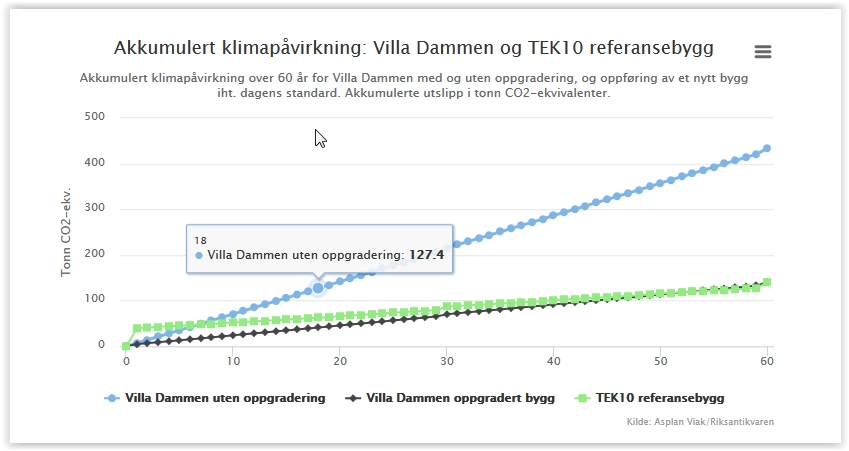 Akkumulert klimapåvirkning: Villa Dammen og TEK10 referansebygg
Akkumulert klimapåvirkning over 60 år for Villa Dammen med og uten oppgradering, og oppføring av et nytt bygg
iht. dagens standard. Akkumulerte utslipp i tonn CO2-ekvivalenter.
Tonn CO2-ekv.
500
400
300
200
100
0
18
Villa Dammen uten oppgradering: 127.4
0 10 20 30 40 50 60
Villa Dammen uten oppgradering Villa Dammen oppgradert bygg TEK10 referansebygg
Kilde: Asplan Viak/Riksantikvaren